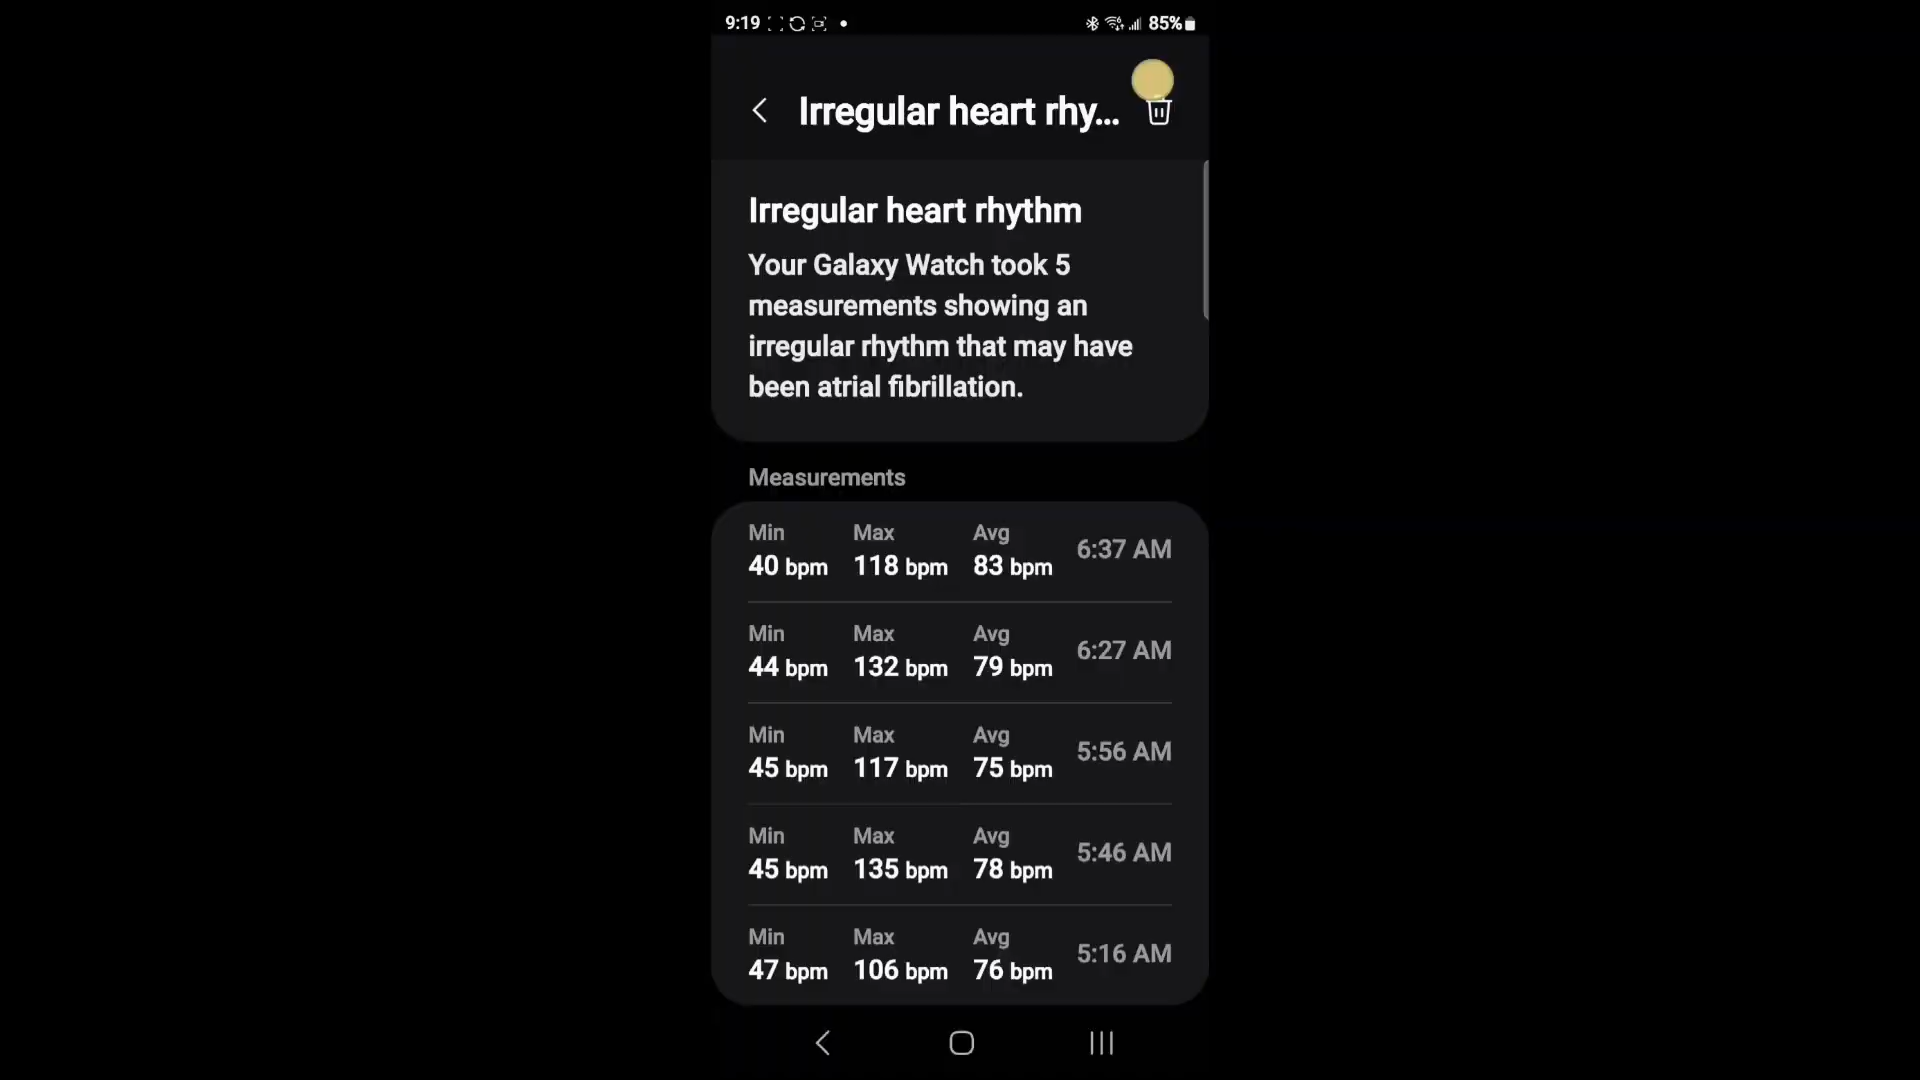 9:19 85%
Irregular heart rhy...
Irregular heart rhythm
Your Galaxy Watch took 5
measurements showing an
irregular rhythm that may have
been atrial fibrillation.
Measurements
Min Max Avg
40 bpm 118 bpm 83 bpm 6:37 AM
Min Max Avg
44 bpm 132 bpm 79 bpm 6:27 AM
Min Max Avg
45 bpm 117 bpm 75 bpm 5:56 AM
Min Max Avg
45 bpm 135 bpm 78 bpm 5:46 AM
Min Max Avg
47 bpm 106 bpm 76 bpm 5:16 AM